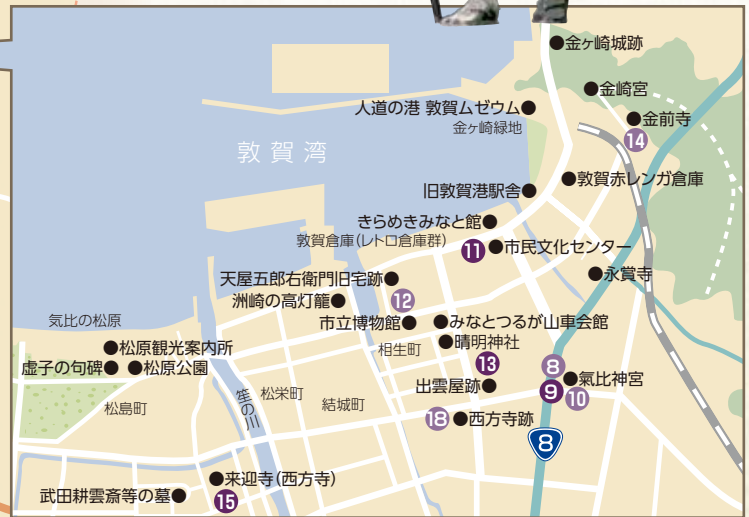 金ヶ崎城跡
金崎宮
人道の港 敦賀ムゼウム
金ヶ崎緑地
金前寺
14
敦賀湾
敦賀赤レンガ倉庫
旧敦賀港駅舎
きらめきみなと館
敦賀倉庫(レトロ倉庫群)
11
市民文化センター
永賞寺
天屋五郎右衛門旧宅跡
12
洲崎の高灯籠
気比の松原
市立博物館
みなとつるが山車会館
晴明神社
相生町
松原観光案内所
虚子の句碑
松原公園
13
8
9
10
氣比神宮
出雲屋跡
松島町
松栄町
笙の川
結城町
18
西方寺跡
8
来迎寺(西方寺)
15
武田耕雲斎等の墓